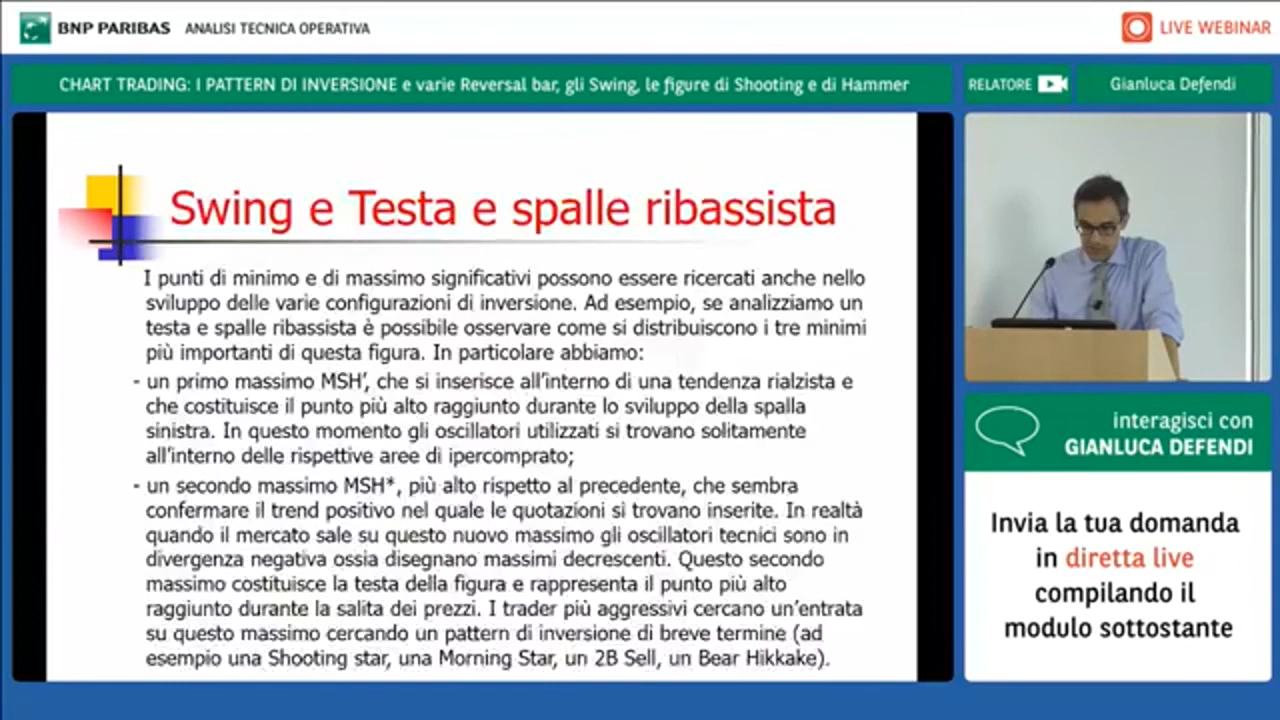 BNP PARIBAS ANALISI TECNICA OPERATIVA
LIVE WEBINAR
CHART TRADING: I PATTERN DI INVERSIONE e varie Reversal bar, gli Swing, le figure di Shooting e di Hammer
RELATORE
Gianluca Defendi
Swing e Testa e spalle ribassista
I punti di minimo e di massimo significativi possono essere ricercati anche nello
sviluppo delle varie configurazioni di inversione. Ad esempio, se analizziamo un
testa e spalle ribassista è possibile osservare come si distribuiscono i tre minimi
più importanti di questa figura. In particolare abbiamo:
- un primo massimo MSH’, che si inserisce all’interno di una tendenza rialzista e
che costituisce il punto più alto raggiunto durante lo sviluppo della spalla
sinistra. In questo momento gli oscillatori utilizzati si trovano solitamente
all’interno delle rispettive aree di ipercomprato;
- un secondo massimo MSH*, più alto rispetto al precedente, che sembra
confermare il trend positivo nel quale le quotazioni si trovano inserite. In realtà
quando il mercato sale su questo nuovo massimo gli oscillatori tecnici sono in
divergenza negativa ossia disegnano massimi decrescenti. Questo secondo
massimo costituisce la testa della figura e rappresenta il punto più alto
raggiunto durante la salita dei prezzi. I trader più aggressivi cercano un’entrata
su questo massimo cercando un pattern di inversione di breve termine (ad
esempio una Shooting star, una Morning Star, un 2B Sell, un Bear Hikkake).
interagisci con
GIANLUCA DEFENDI
Invia la tua domanda
in diretta live
compilando il
modulo sottostante